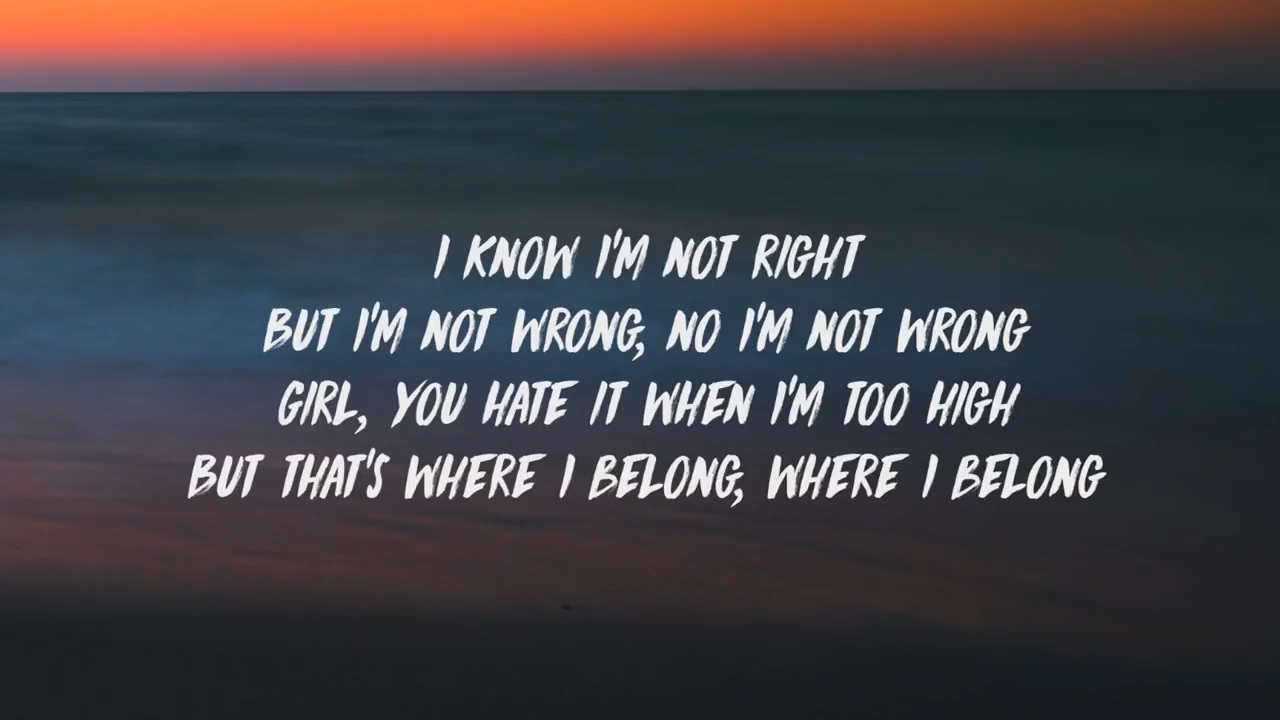 I KNOW I'M NOT RIGHT
BUT I'M NOT WRONG, NO I'M NOT WRONG
GIRL, YOU HATE IT WHEN I'M TOO HIGH
BUT THAT'S WHERE I BELONG, WHERE I BELONG